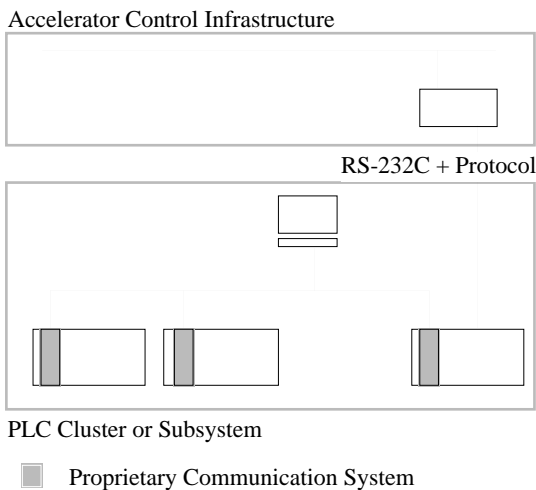 Accelerator Control Infrastructure
RS-232C + Protocol
PLC Cluster or Subsystem
Proprietary Communication System